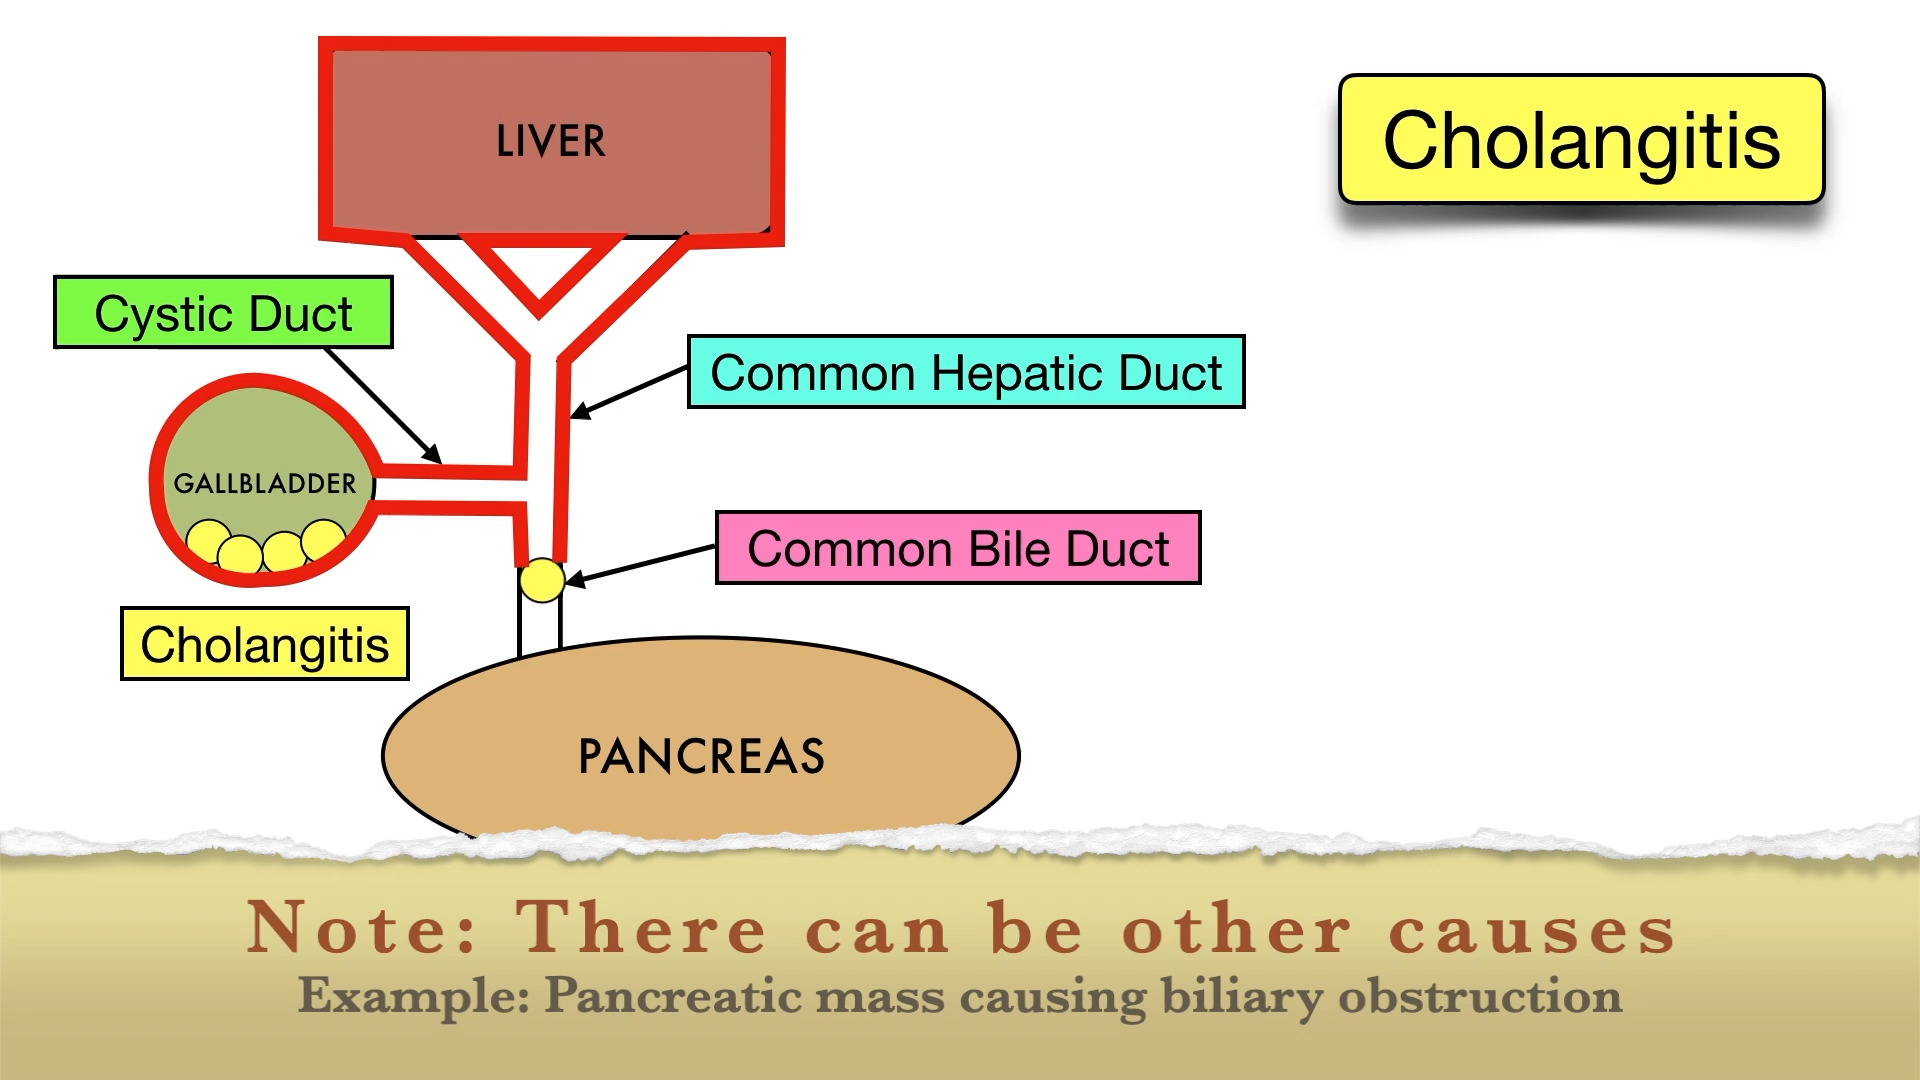 LIVER
Cholangitis
Cystic Duct
Common Hepatic Duct
GALLBLADDER
Common Bile Duct
Cholangitis
PANCREAS
Note: There can be other causes
Example: Pancreatic mass causing biliary obstruction